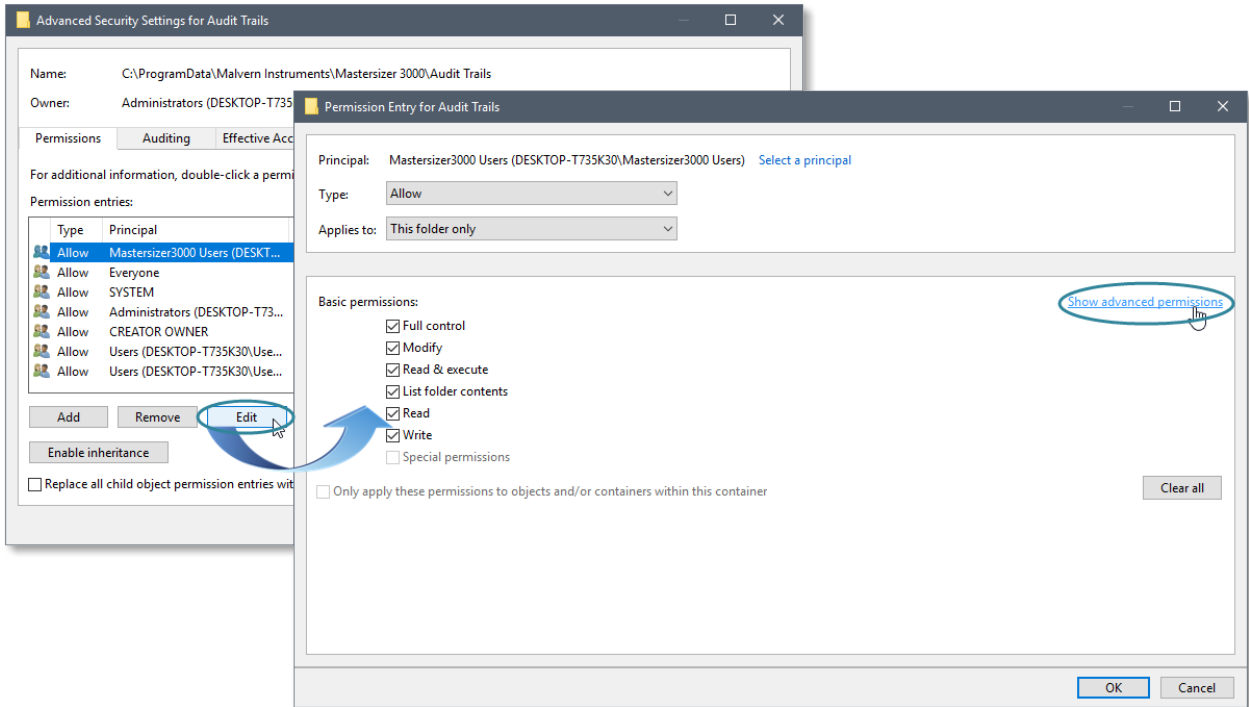 Advanced Security Settings for Audit Trails
Name: C:\ProgramData\Malvern Instruments\Mastersizer 3000\Audit Trails
Owner: Administrators (DESKTOP-T735
Permissions Auditing Effective Acc
For additional information, double-click a permi
Permission entries:
Type Principal
Allow Mastersizer3000 Users (DESKT...
Allow Everyone
Allow SYSTEM
Allow Administrators (DESKTOP-T73...
Allow CREATOR OWNER
Allow Users (DESKTOP-T735K30\Use...
Allow Users (DESKTOP-T735K30\Use...
Add Remove Edit
Enable inheritance
Replace all child object permission entries wit
Permission Entry for Audit Trails
Principal: Mastersizer3000 Users (DESKTOP-T735K30\Mastersizer3000 Users) Select a principal
Type: Allow
Applies to: This folder only
Basic permissions: Show advanced permissions
Full control
Modify
Read & execute
List folder contents
Read
Write
Special permissions
Only apply these permissions to objects and/or containers within this container
Clear all
OK Cancel